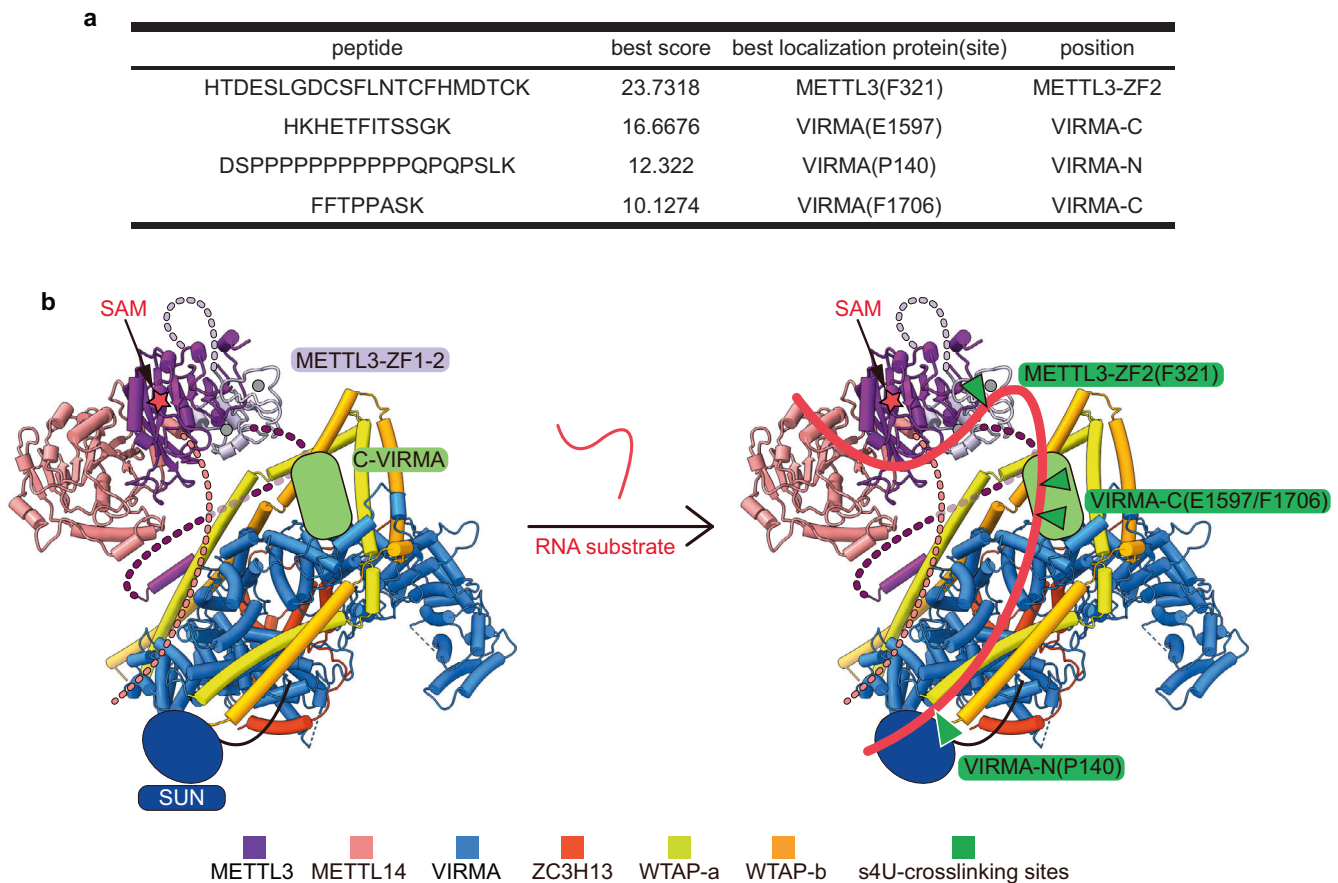 a
peptide best score best localization protein(site) position
HTDESLGDCSFLNTCFHMDTCK 23.7318 METTL3(F321) METTL3-ZF2
HKHETFITSSGK 16.6676 VIRMA(E1597) VIRMA-C
DSPPPPPPPPPPPQPQPSLK 12.322 VIRMA(P140) VIRMA-N
FFTPPASK 10.1274 VIRMA(F1706) VIRMA-C
b
SAM
METTL3-ZF1-2
C-VIRMA
SUN
RNA substrate
SAM
METTL3-ZF2(F321)
VIRMA-C(E1597/F1706)
VIRMA-N(P140)
METTL3 METTL14 VIRMA ZC3H13 WTAP-a WTAP-b s4U-crosslinking sites